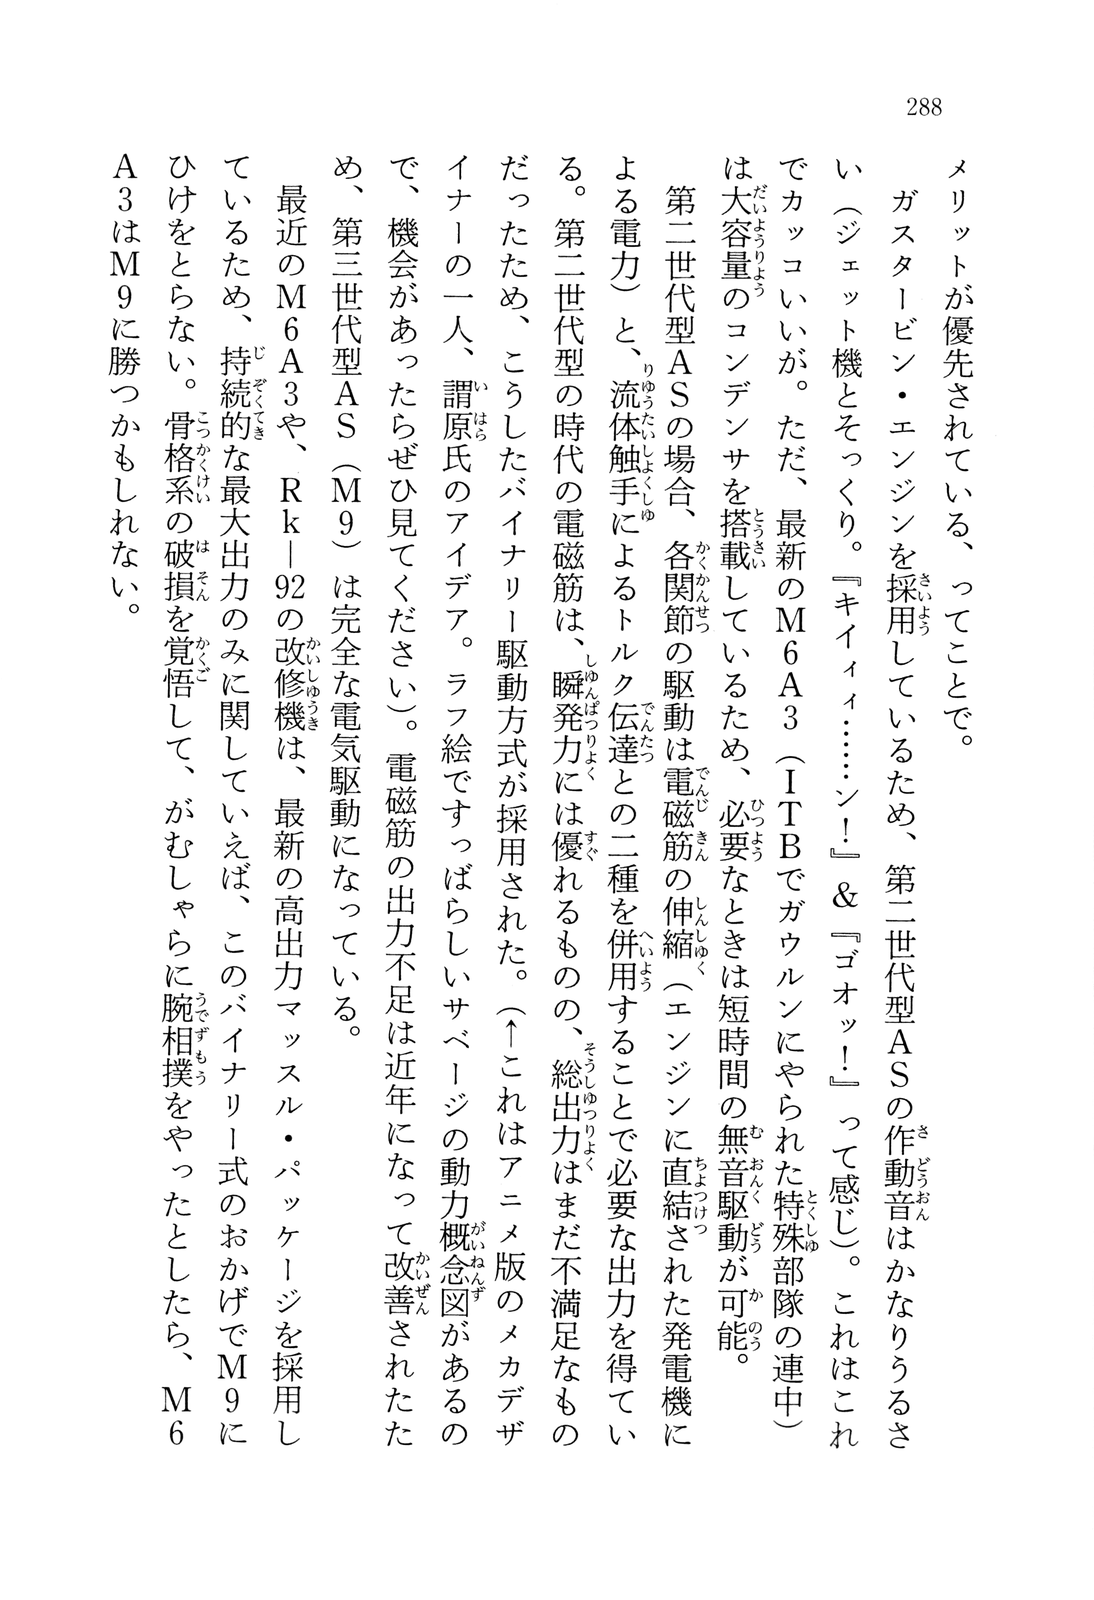 288
メリットが優先されている、ってことで。
　ガスタービン・エンジンを採用しているため、第二世代型ＡＳの作動音はかなりうるさ
い（ジェット機とそっくり。『キイィィ……ン！』＆『ゴオッ！』って感じ）。これはこれ
でカッコいいが。ただ、最新のＭ６Ａ３（ＩＴＢでガウルンにやられた特殊部隊の連中）
は大容量のコンデンサを搭載しているため、必要なときは短時間の無音駆動が可能。
　第二世代型ＡＳの場合、各関節の駆動は電磁筋の伸縮（エンジンに直結された発電機に
よる電力）と、流体触手によるトルク伝達との二種を併用することで必要な出力を得てい
る。第二世代型の時代の電磁筋は、瞬発力には優れるものの、総出力はまだ不満足なもの
だったため、こうしたバイナリー駆動方式が採用された。（↑これはアニメ版のメカデザ
イナーの一人、謂原氏のアイデア。ラフ絵ですっばらしいサベージの動力概念図があるの
で、機会があったらぜひ見てください）。電磁筋の出力不足は近年になって改善されたた
め、第三世代型ＡＳ（Ｍ９）は完全な電気駆動になっている。
　最近のＭ６Ａ３や、Ｒｋ―92の改修機は、最新の高出力マッスル・パッケージを採用し
ているため、持続的な最大出力のみに関していえば、このバイナリー式のおかげでＭ９に
ひけをとらない。骨格系の破損を覚悟して、がむしゃらに腕相撲をやったとしたら、Ｍ６
Ａ３はＭ９に勝つかもしれない。